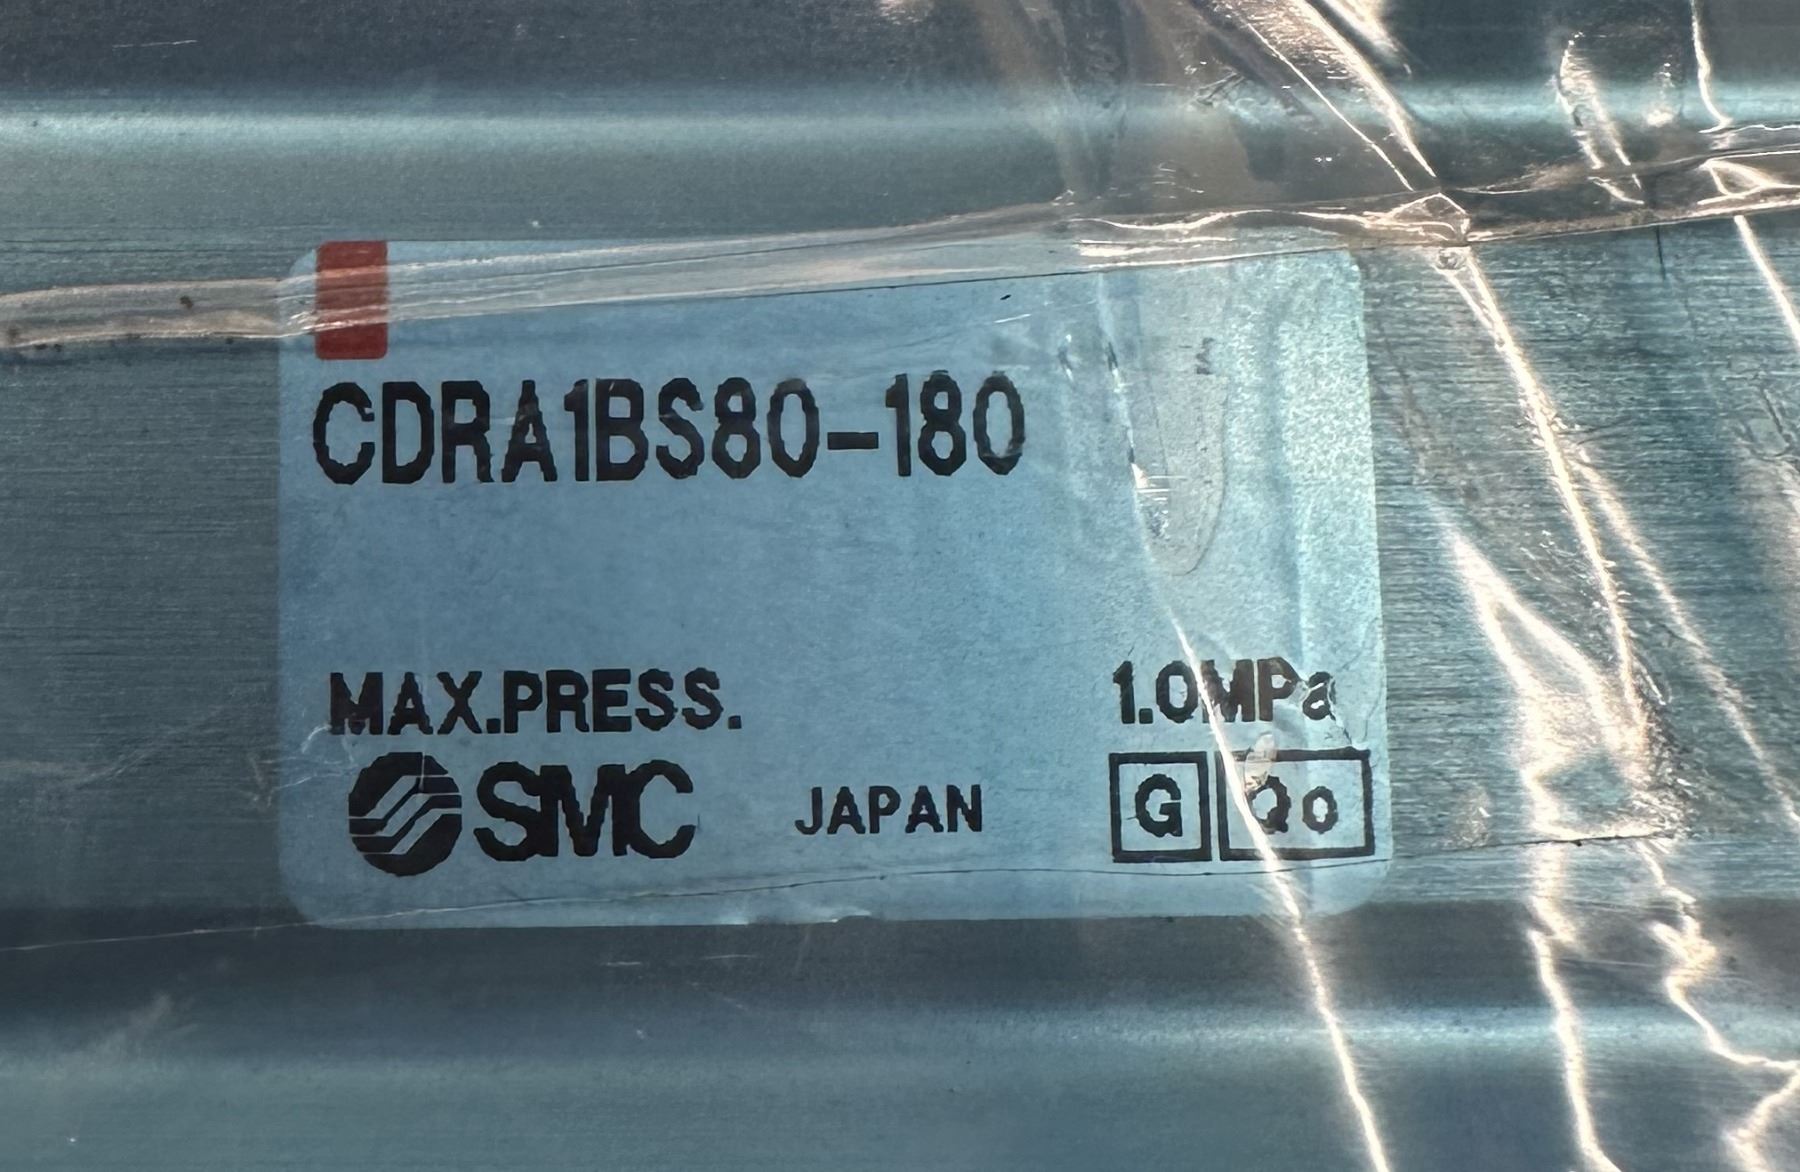 CDRA1BS80-180
MAX.PRESS. 1.0MPa
SMC JAPAN G Qo